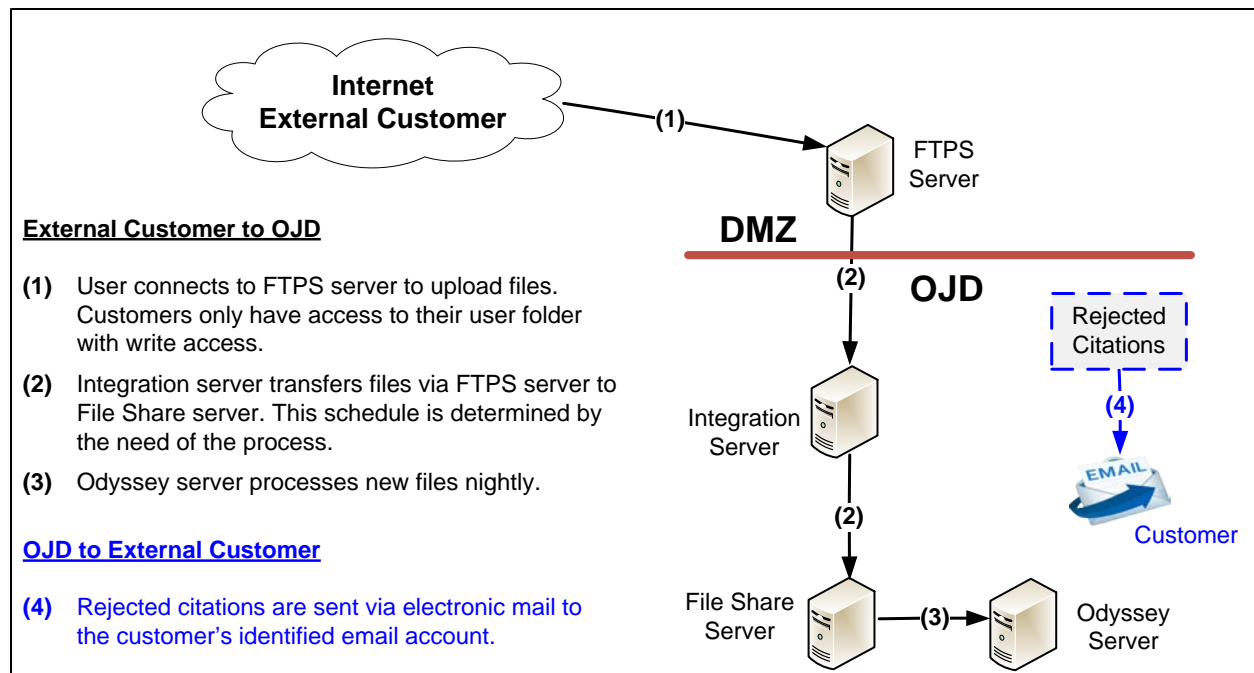 Internet
External Customer
(1)
FTPS
Server
DMZ
(2)
OJD
External Customer to OJD
(1) User connects to FTPS server to upload files.
Customers only have access to their user folder
with write access.
(2) Integration server transfers files via FTPS server to
File Share server. This schedule is determined by
the need of the process.
(3) Odyssey server processes new files nightly.
OJD to External Customer
(4) Rejected citations are sent via electronic mail to
the customer's identified email account.
Rejected
Citations
(4)
EMAIL
Customer
Integration
Server
(2)
File Share
Server
(3)
Odyssey
Server